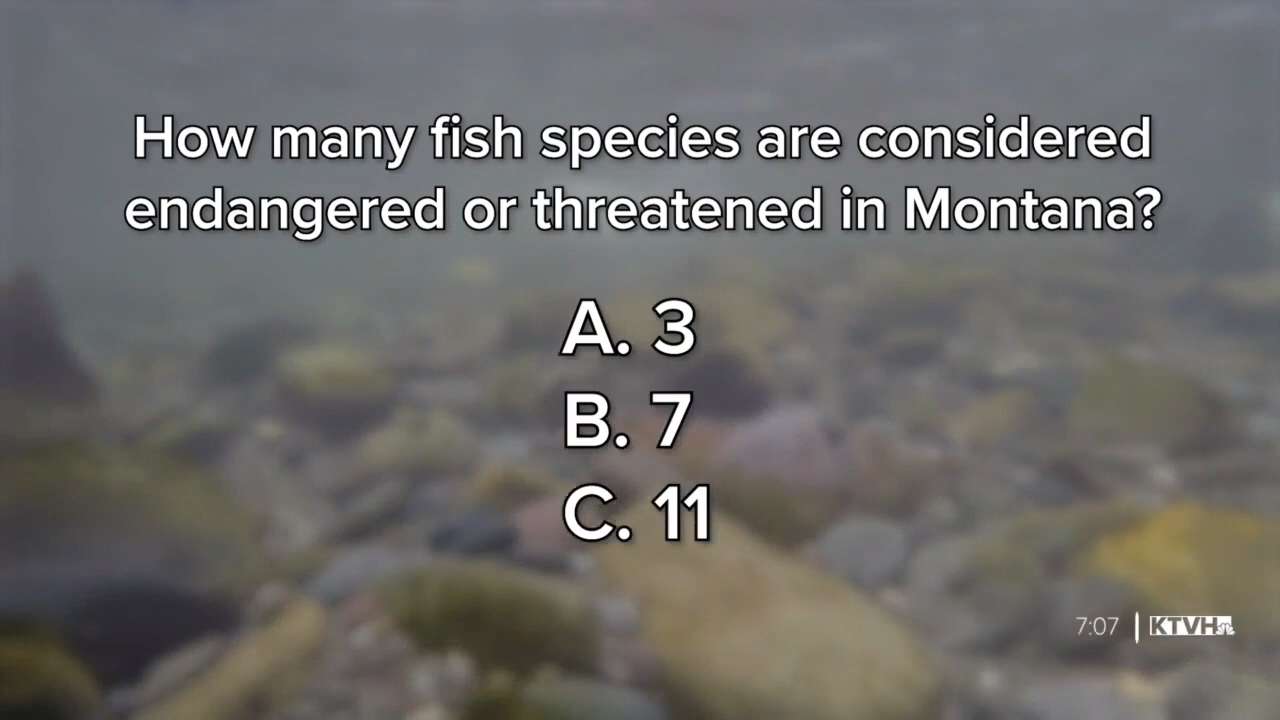 How many fish species are considered
endangered or threatened in Montana?
A. 3
B. 7
C. 11
7:07 | KTVH